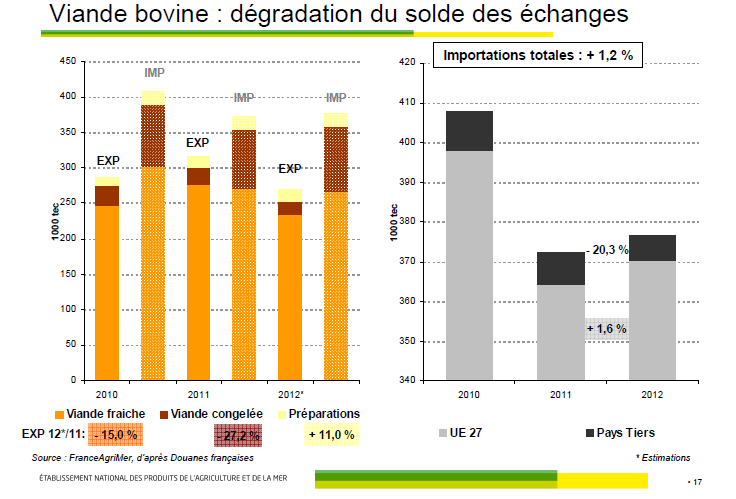 Viande bovine : dégradation du solde des échanges
450
400
350
300
250
200
150
100
50
0
1000 tec
EXP
IMP
EXP
IMP
EXP
IMP
2010
2011
2012*
Viande fraiche
Viande congelée
Préparations
EXP 12*/11:
- 15,0 %
- 27,2 %
+ 11,0 %
Importations totales : + 1,2 %
420
410
400
390
380
370
360
350
340
1000 tec
- 20,3 %
+ 1,6 %
2010
2011
2012
UE 27
Pays Tiers
Source : FranceAgriMer, d'après Douanes françaises
* Estimations
ÉTABLISSEMENT NATIONAL DES PRODUITS DE L'AGRICULTURE ET DE LA MER
• 17